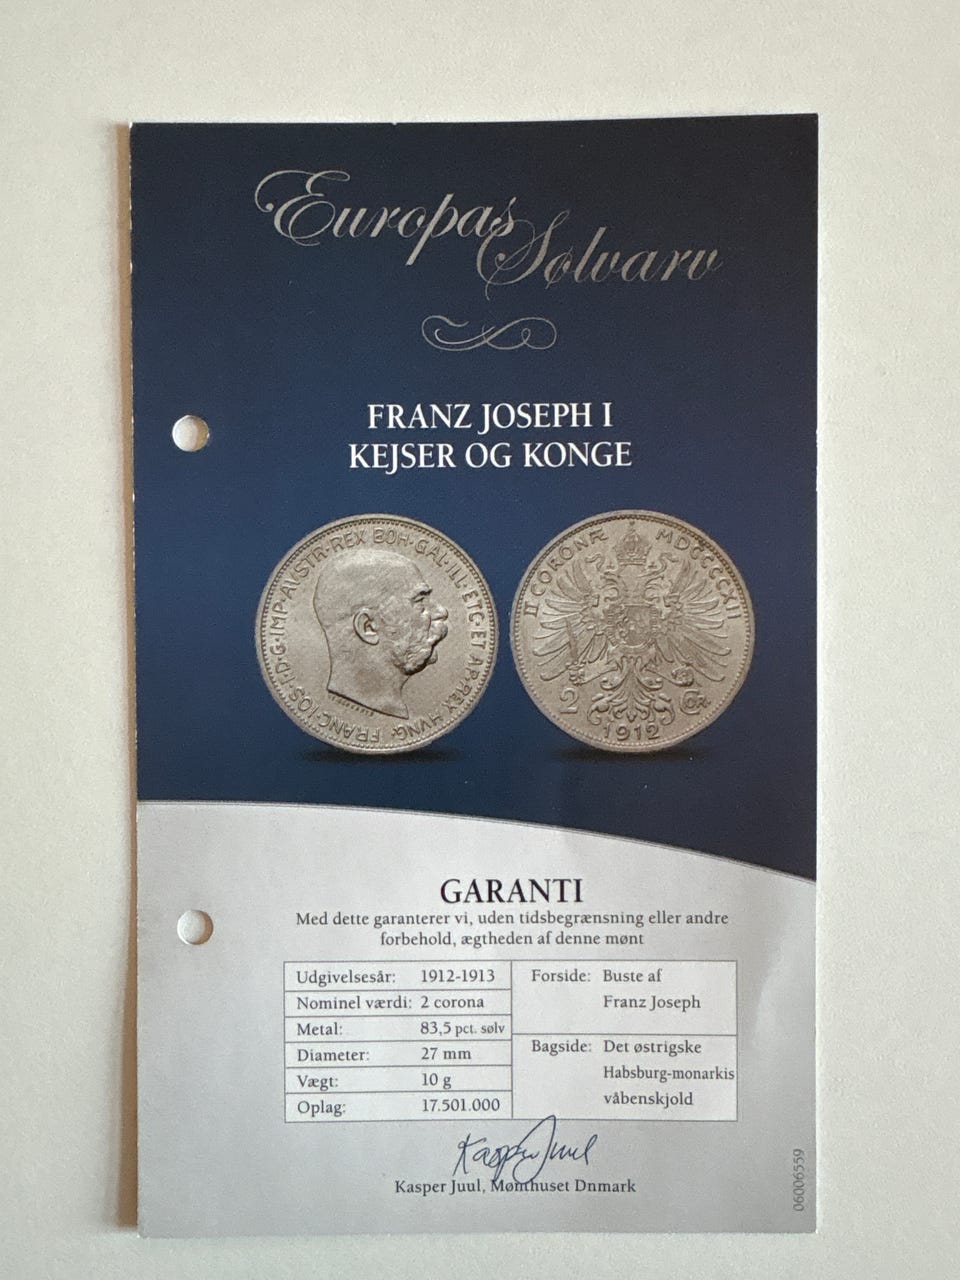 Europas
Sølvarv
FRANZ JOSEPH I
KEJSER OG KONGE
FRANC·IOS·I·D·G·IMP·AVSTR·REX BOH·GAL·ILL·ETC·ET AP·REX HVNG·
II CORONÆ MDCCCCXII
2 COR.
1912
GARANTI
Med dette garanterer vi, uden tidsbegrænsning eller andre
forbehold, ægtheden af denne mønt
Udgivelsesår: 1912-1913
Nominel værdi: 2 corona
Metal: 83,5 pct. sølv
Diameter: 27 mm
Vægt: 10 g
Oplag: 17.501.000
Forside: Buste af
Franz Joseph
Bagside: Det østrigske
Habsburg-monarkis
våbenskjold
Kasper Juul
Kasper Juul, Mønthuset Dnmark
06006559